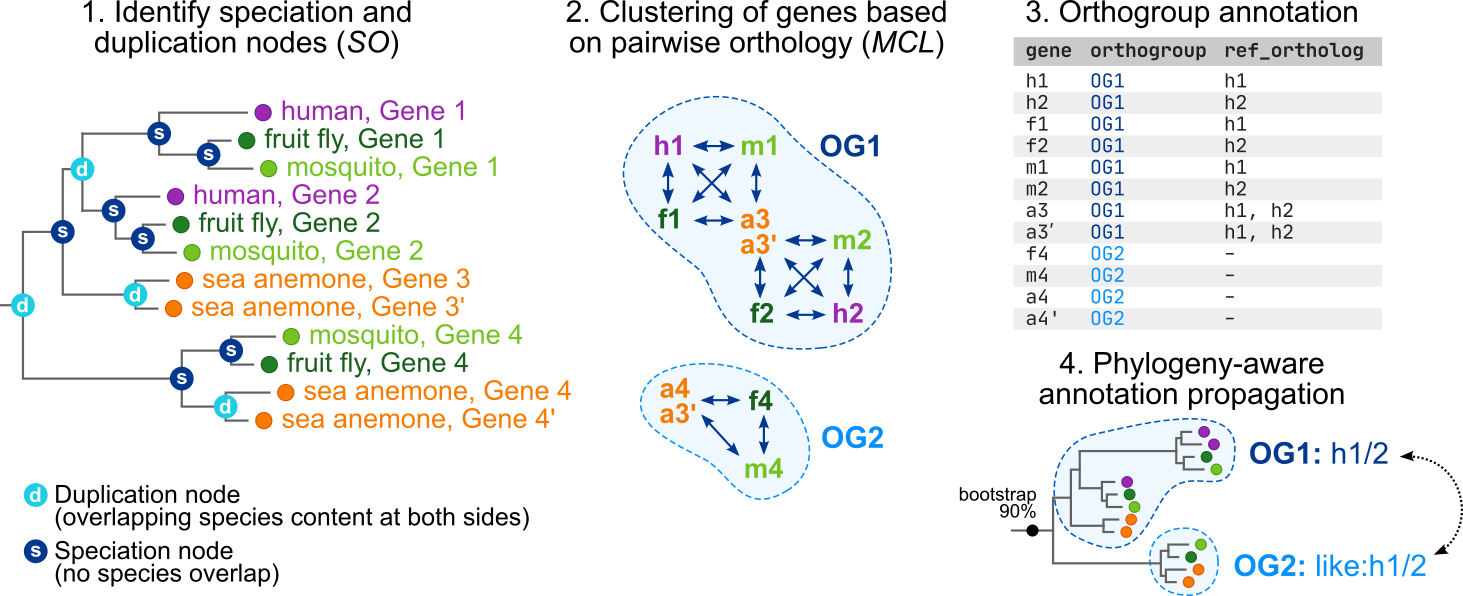 1. Identify speciation and
duplication nodes (SO)
human, Gene 1
fruit fly, Gene 1
mosquito, Gene 1
human, Gene 2
fruit fly, Gene 2
mosquito, Gene 2
sea anemone, Gene 3
sea anemone, Gene 3'
mosquito, Gene 4
fruit fly, Gene 4
sea anemone, Gene 4
sea anemone, Gene 4'
s
s
d
s
s
s
d
d
s
s
d
d Duplication node
(overlapping species content at both sides)
s Speciation node
(no species overlap)
2. Clustering of genes based
on pairwise orthology (MCL)
h1 m1 OG1
f1 a3
a3' m2
f2 h2
a4 f4
a3'
OG2
m4
3. Orthogroup annotation
gene orthogroup ref_ortholog
h1 OG1 h1
h2 OG1 h2
f1 OG1 h1
f2 OG1 h2
m1 OG1 h1
m2 OG1 h2
a3 OG1 h1, h2
a3' OG1 h1, h2
f4 OG2 –
m4 OG2 –
a4 OG2 –
a4' OG2 –
4. Phylogeny-aware
annotation propagation
OG1: h1/2
bootstrap
90%
OG2: like:h1/2